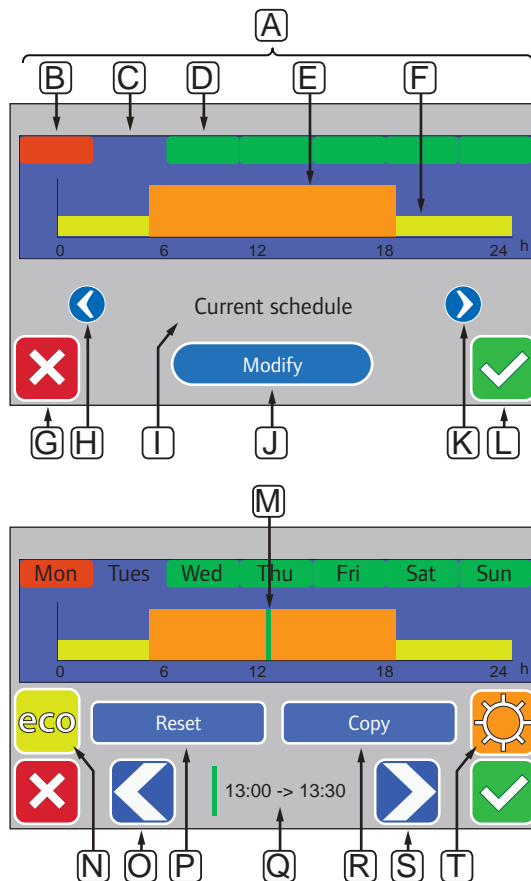 A
B C D E F
0 6 12 18 24 h
Current schedule
Modify
G H I J K L
M
Mon Tues Wed Thu Fri Sat Sun
0 6 12 18 24 h
eco Reset Copy
13:00 -> 13:30
N O P Q R S T